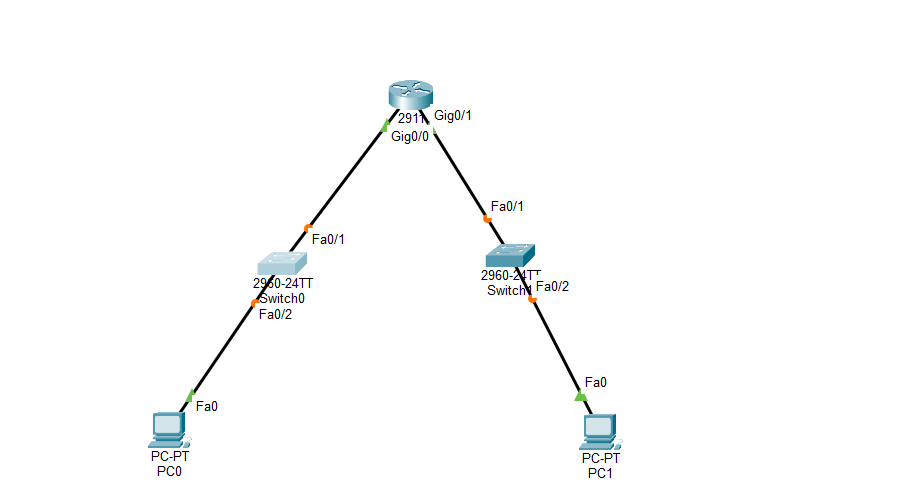 2911
Gig0/1
Gig0/0
Fa0/1
Fa0/1
2960-24TT
Switch0
Fa0/2
2960-24TT
Switch1
Fa0/2
Fa0
PC-PT
PC0
Fa0
PC-PT
PC1